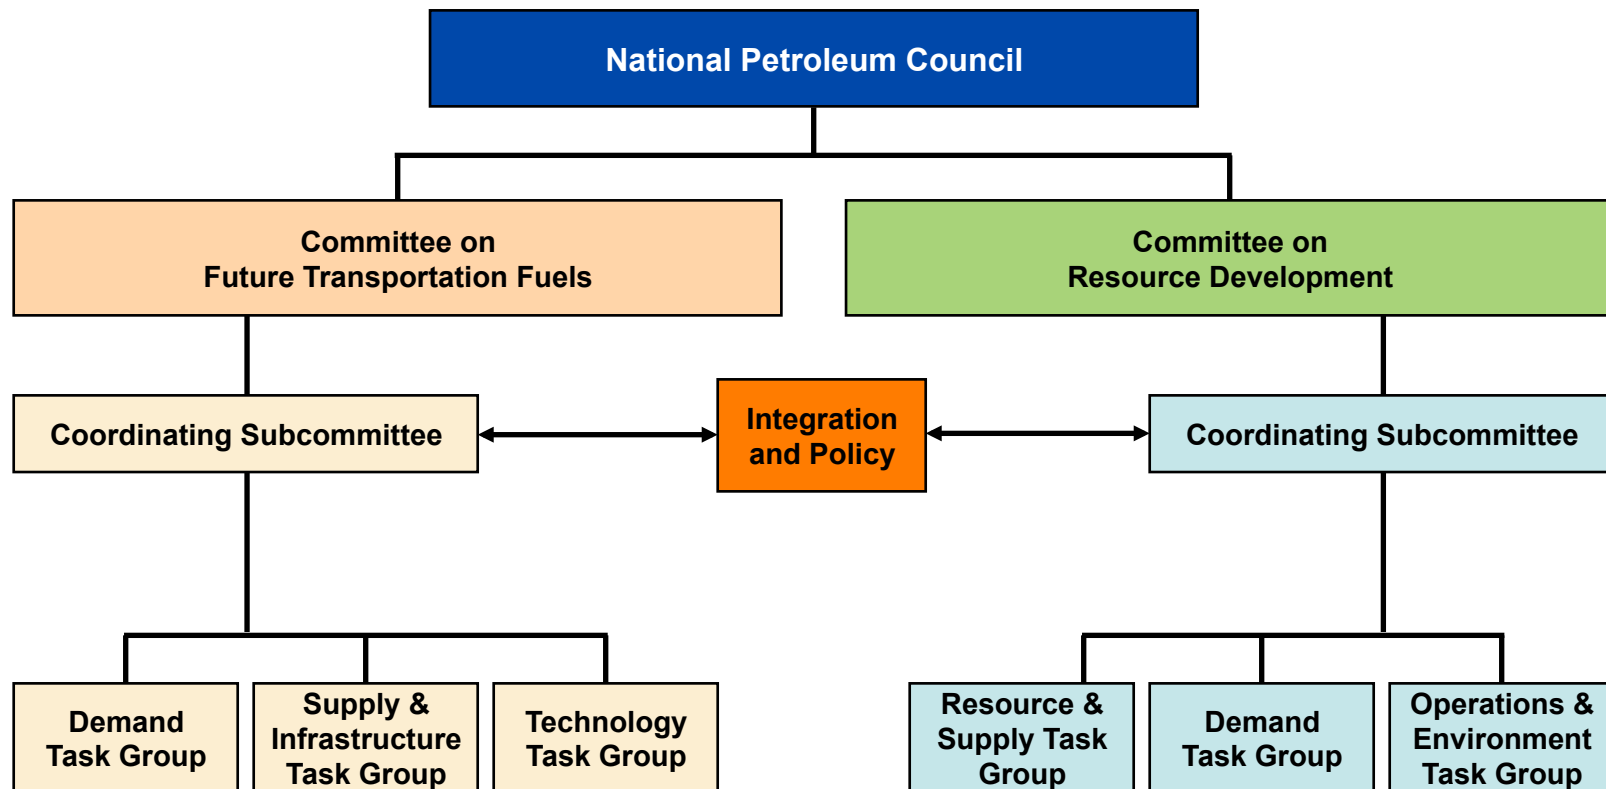 National Petroleum Council
Committee on
Future Transportation Fuels
Committee on
Resource Development
Coordinating Subcommittee
Integration
and Policy
Coordinating Subcommittee
Demand
Task Group
Supply &
Infrastructure
Task Group
Technology
Task Group
Resource &
Supply Task
Group
Demand
Task Group
Operations &
Environment
Task Group